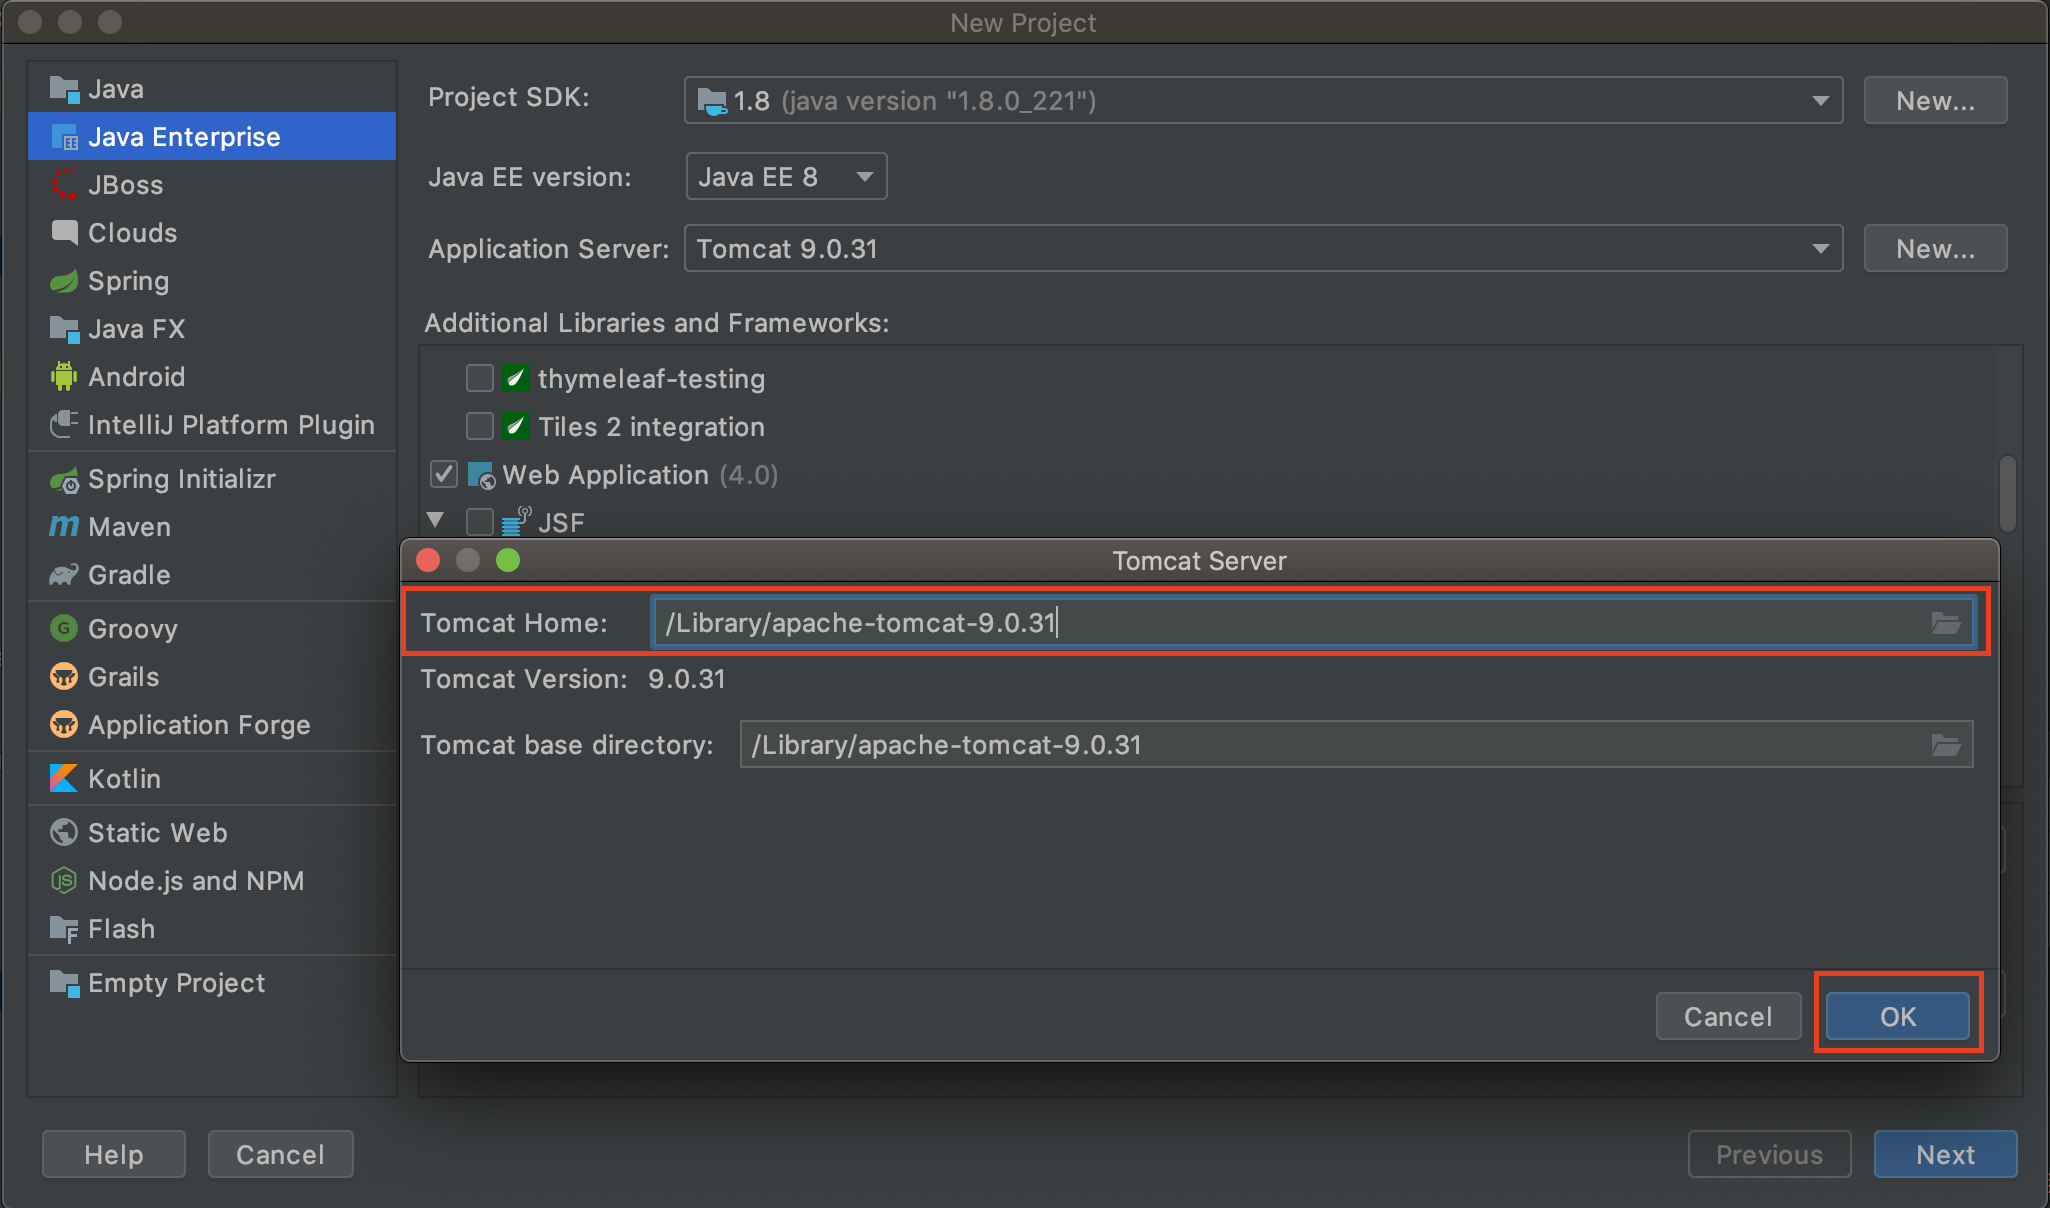 New Project
Java
Java Enterprise
JBoss
Clouds
Spring
Java FX
Android
IntelliJ Platform Plugin
Spring Initializr
Maven
Gradle
Groovy
Grails
Application Forge
Kotlin
Static Web
Node.js and NPM
Flash
Empty Project
Project SDK: 1.8 (java version "1.8.0_221") New...
Java EE version: Java EE 8
Application Server: Tomcat 9.0.31 New...
Additional Libraries and Frameworks:
thymeleaf-testing
Tiles 2 integration
Web Application (4.0)
JSF
Tomcat Server
Tomcat Home: /Library/apache-tomcat-9.0.31
Tomcat Version: 9.0.31
Tomcat base directory: /Library/apache-tomcat-9.0.31
Cancel OK
Help Cancel Previous Next